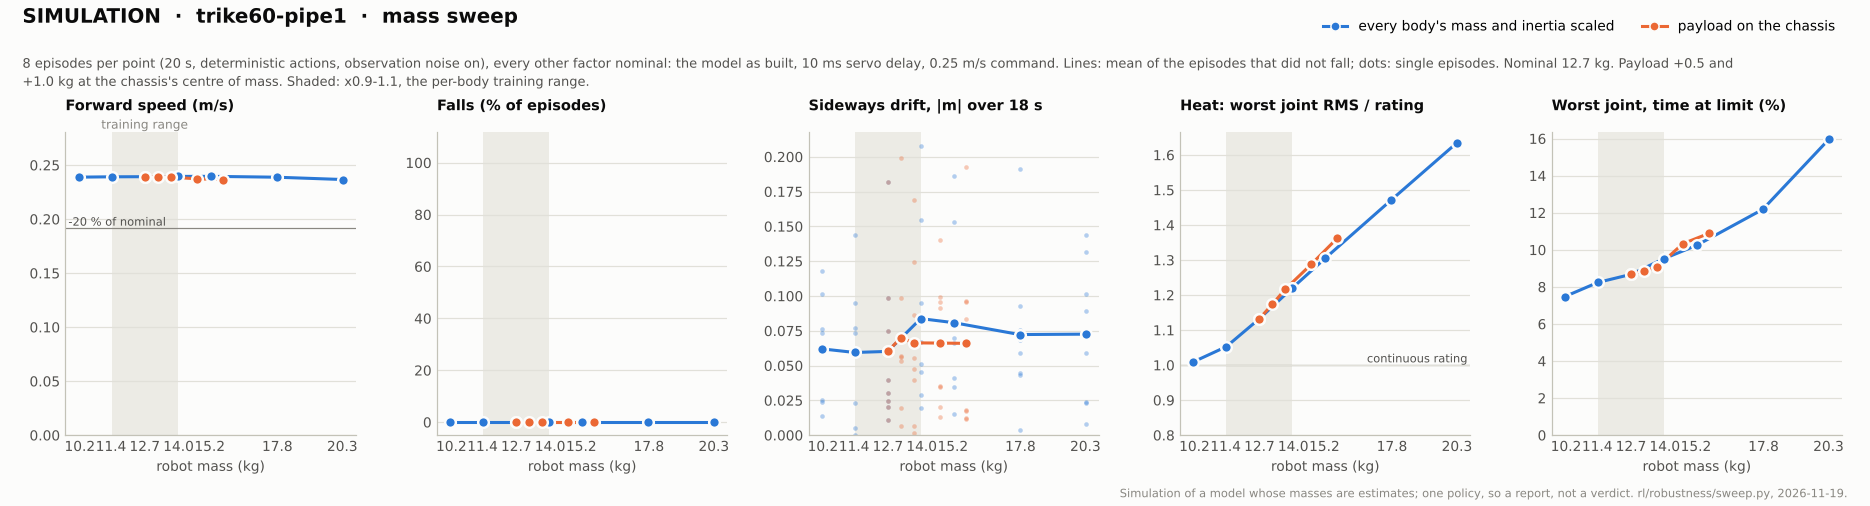 SIMULATION · trike60-pipe1 · mass sweep
every body's mass and inertia scaled
payload on the chassis
8 episodes per point (20 s, deterministic actions, observation noise on), every other factor nominal: the model as built, 10 ms servo delay, 0.25 m/s command. Lines: mean of the episodes that did not fall; dots: single episodes. Nominal 12.7 kg. Payload +0.5 and
+1.0 kg at the chassis's centre of mass. Shaded: x0.9-1.1, the per-body training range.
Forward speed (m/s)
training range
0.25
0.20
0.15
0.10
0.05
0.00
-20 % of nominal
10.2 11.4 12.7 14.0 15.2 17.8 20.3
robot mass (kg)
Falls (% of episodes)
100
80
60
40
20
0
10.2 11.4 12.7 14.0 15.2 17.8 20.3
robot mass (kg)
Sideways drift, |m| over 18 s
0.200
0.175
0.150
0.125
0.100
0.075
0.050
0.025
0.000
10.2 11.4 12.7 14.0 15.2 17.8 20.3
robot mass (kg)
Heat: worst joint RMS / rating
1.6
1.5
1.4
1.3
1.2
1.1
1.0
0.9
0.8
continuous rating
10.2 11.4 12.7 14.0 15.2 17.8 20.3
robot mass (kg)
Worst joint, time at limit (%)
16
14
12
10
8
6
4
2
0
10.2 11.4 12.7 14.0 15.2 17.8 20.3
robot mass (kg)
Simulation of a model whose masses are estimates; one policy, so a report, not a verdict. rl/robustness/sweep.py, 2026-11-19.